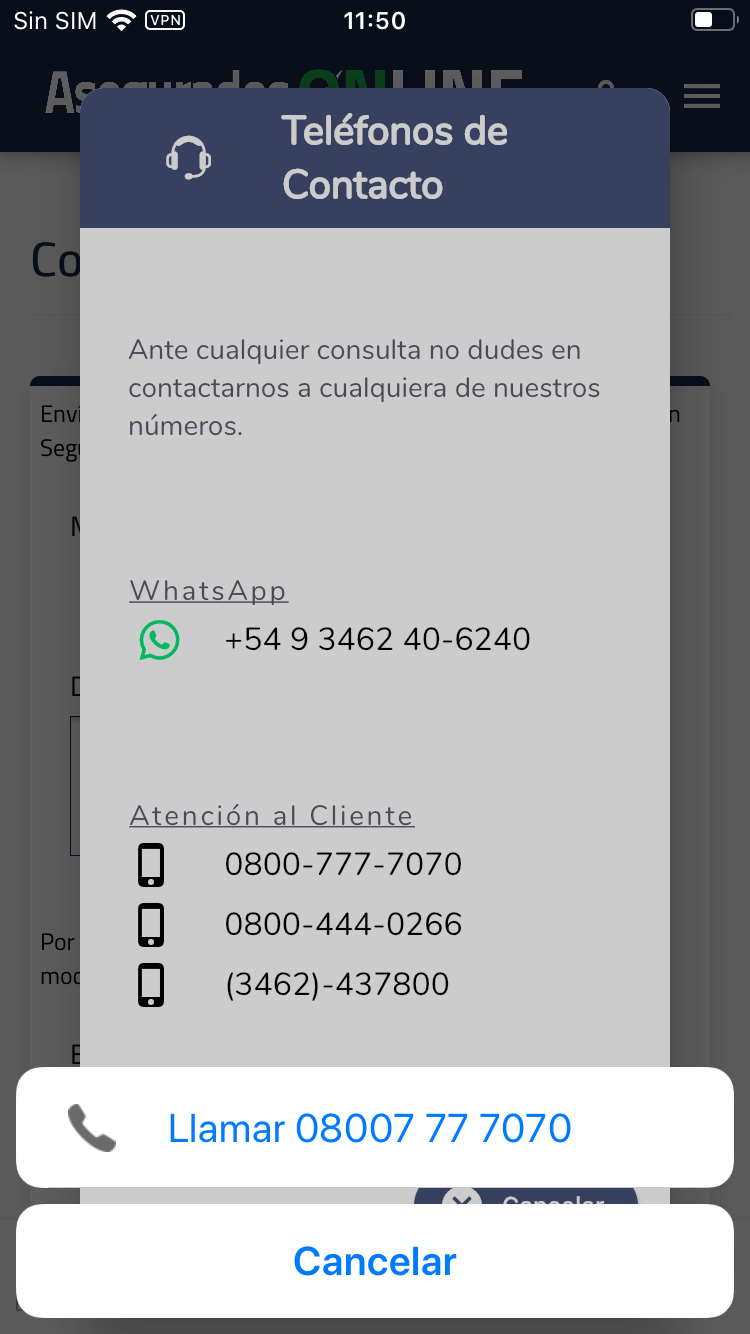 Sin SIM VPN 11:50
Teléfonos de
Contacto
Ante cualquier consulta no dudes en
contactarnos a cualquiera de nuestros
números.
WhatsApp
+54 9 3462 40-6240
Atención al Cliente
0800-777-7070
0800-444-0266
(3462)-437800
Por
Llamar 08007 77 7070
Cancelar
Cancelar